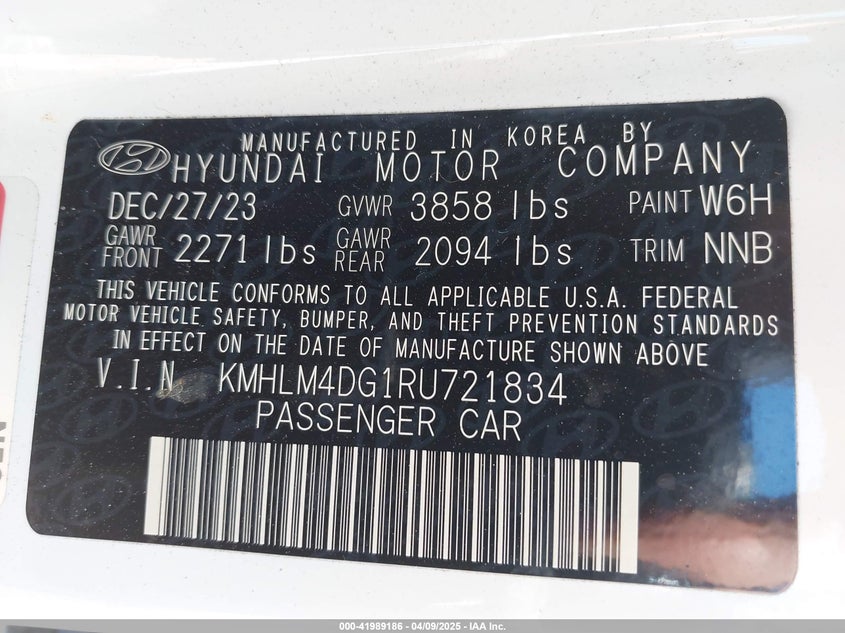 MANUFACTURED IN KOREA BY
HYUNDAI MOTOR COMPANY
DEC/27/23 GVWR 3858 lbs PAINT W6H
GAWR FRONT 2271 lbs GAWR REAR 2094 lbs TRIM NNB
THIS VEHICLE CONFORMS TO ALL APPLICABLE U.S.A. FEDERAL
MOTOR VEHICLE SAFETY, BUMPER, AND THEFT PREVENTION STANDARDS
IN EFFECT ON THE DATE OF MANUFACTURE SHOWN ABOVE
V.I.N KMHLM4DG1RU721834
PASSENGER CAR
000-41989186 - 04/09/2025 - IAA Inc.